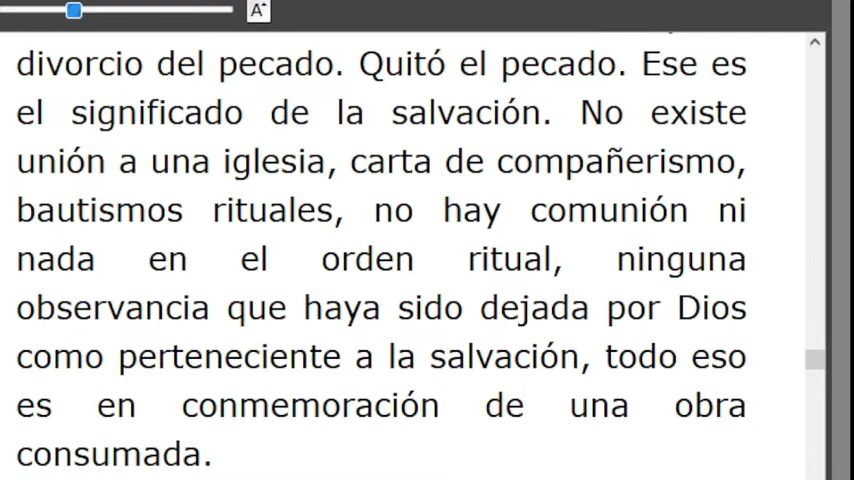 A
divorcio del pecado. Quitó el pecado. Ese es
el significado de la salvación. No existe
unión a una iglesia, carta de compañerismo,
bautismos rituales, no hay comunión ni
nada en el orden ritual, ninguna
observancia que haya sido dejada por Dios
como perteneciente a la salvación, todo eso
es en conmemoración de una obra
consumada.